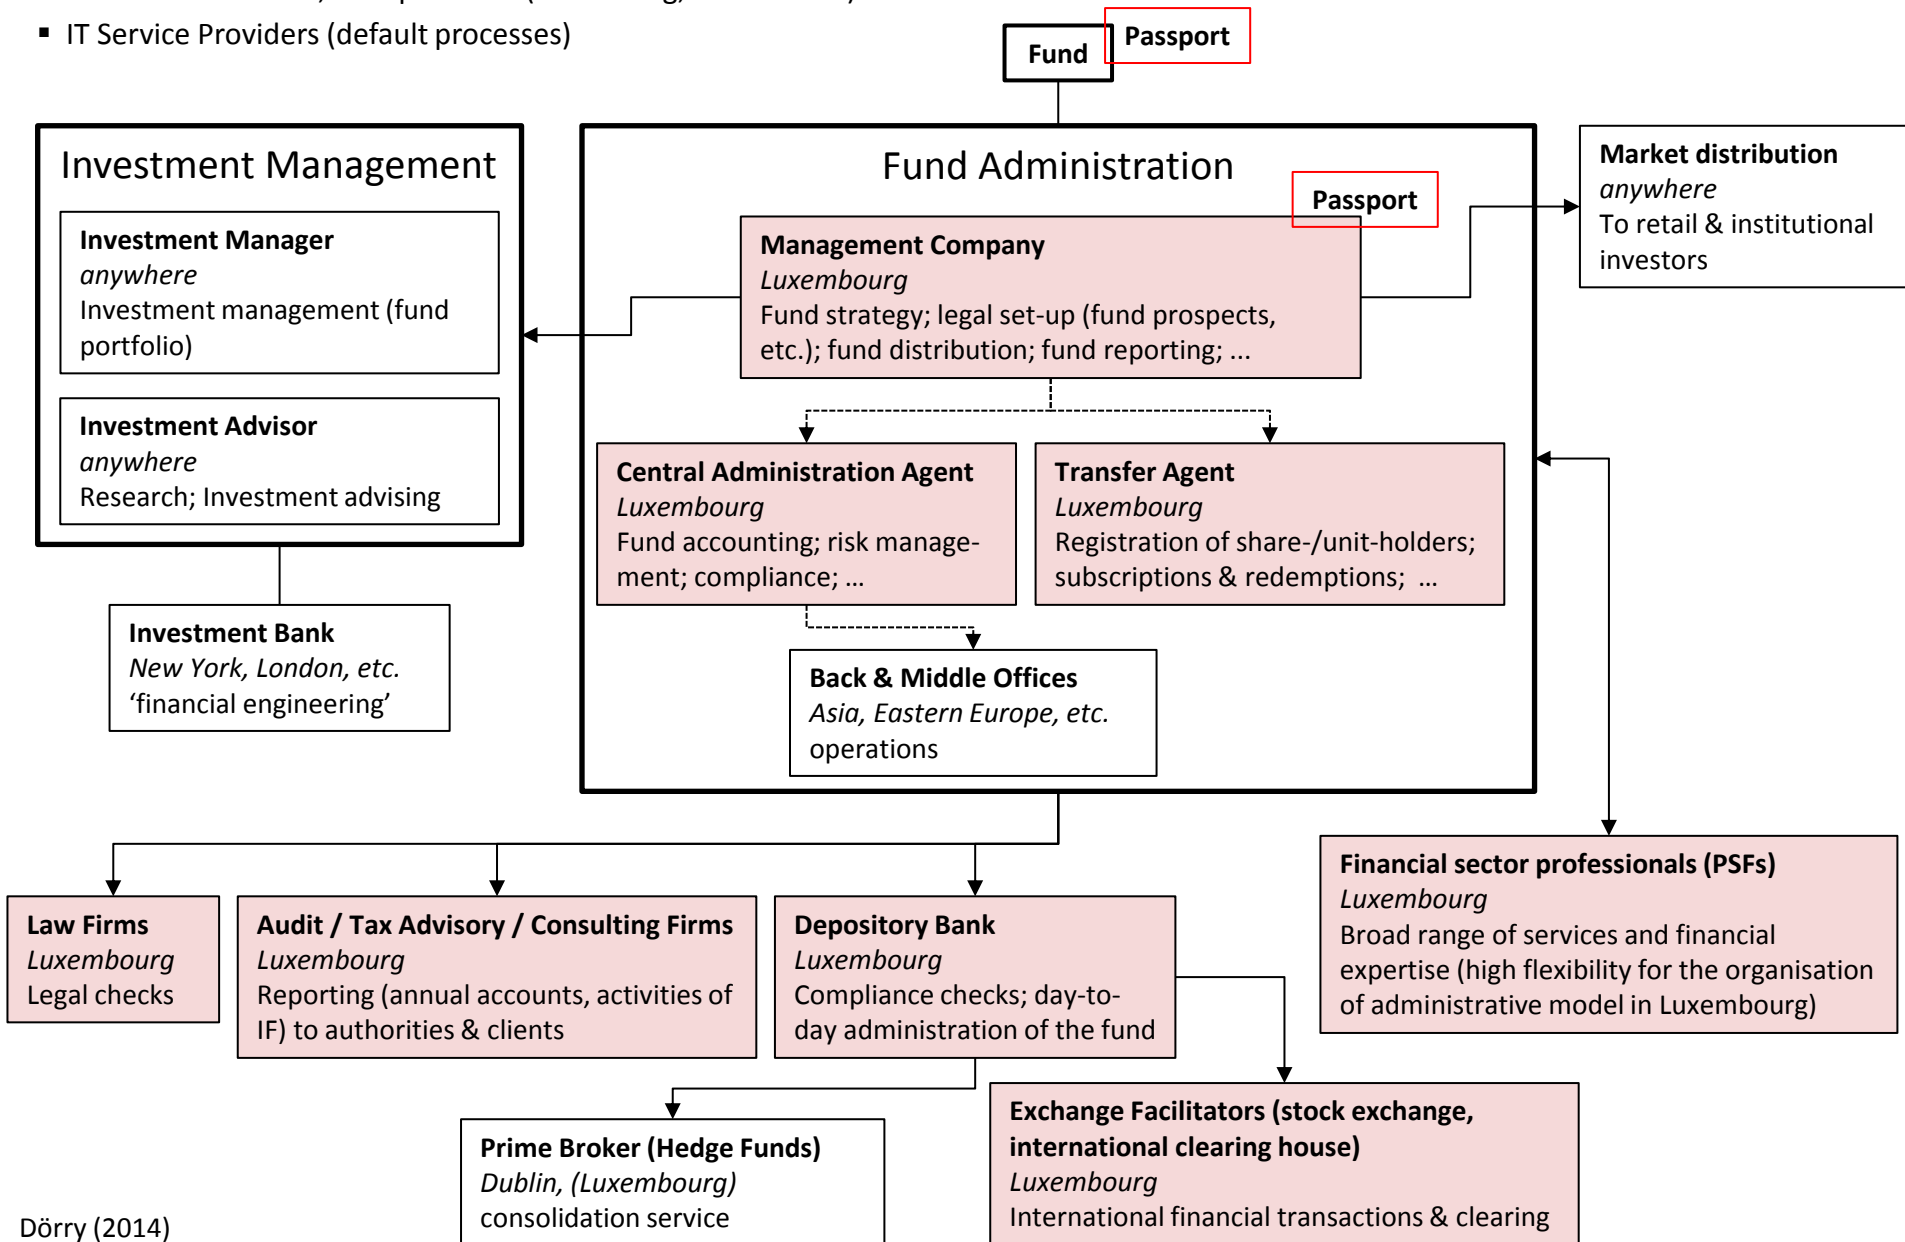 ▪ IT Service Providers (default processes)
Fund
Passport
Investment Management
Investment Manager
anywhere
Investment management (fund
portfolio)
Investment Advisor
anywhere
Research; Investment advising
Investment Bank
New York, London, etc.
‘financial engineering’
Fund Administration
Passport
Management Company
Luxembourg
Fund strategy; legal set-up (fund prospects,
etc.); fund distribution; fund reporting; ...
Central Administration Agent
Luxembourg
Fund accounting; risk manage-
ment; compliance; …
Transfer Agent
Luxembourg
Registration of share-/unit-holders;
subscriptions & redemptions; …
Back & Middle Offices
Asia, Eastern Europe, etc.
operations
Market distribution
anywhere
To retail & institutional
investors
Law Firms
Luxembourg
Legal checks
Audit / Tax Advisory / Consulting Firms
Luxembourg
Reporting (annual accounts, activities of
IF) to authorities & clients
Depository Bank
Luxembourg
Compliance checks; day-to-
day administration of the fund
Financial sector professionals (PSFs)
Luxembourg
Broad range of services and financial
expertise (high flexibility for the organisation
of administrative model in Luxembourg)
Prime Broker (Hedge Funds)
Dublin, (Luxembourg)
consolidation service
Exchange Facilitators (stock exchange,
international clearing house)
Luxembourg
International financial transactions & clearing
Dörry (2014)